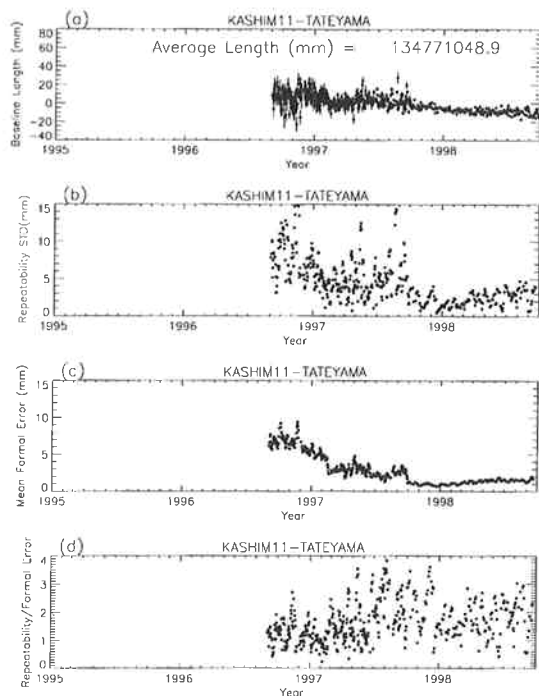 (a) KASHIM11-TATEYAMA
Average Length (mm) = 134771048.9
Baseline Length (mm)
80
60
40
20
0
-20
-40
1995 1996 1997 1998
Year
(b) KASHIM11-TATEYAMA
Repeatability STD(mm)
15
10
5
0
1995 1996 1997 1998
Year
(c) KASHIM11-TATEYAMA
Mean Formal Error (mm)
15
10
5
0
1995 1996 1997 1998
Year
(d) KASHIM11-TATEYAMA
Repeatability/Formal Error
4
3
2
1
0
1995 1996 1997 1998
Year